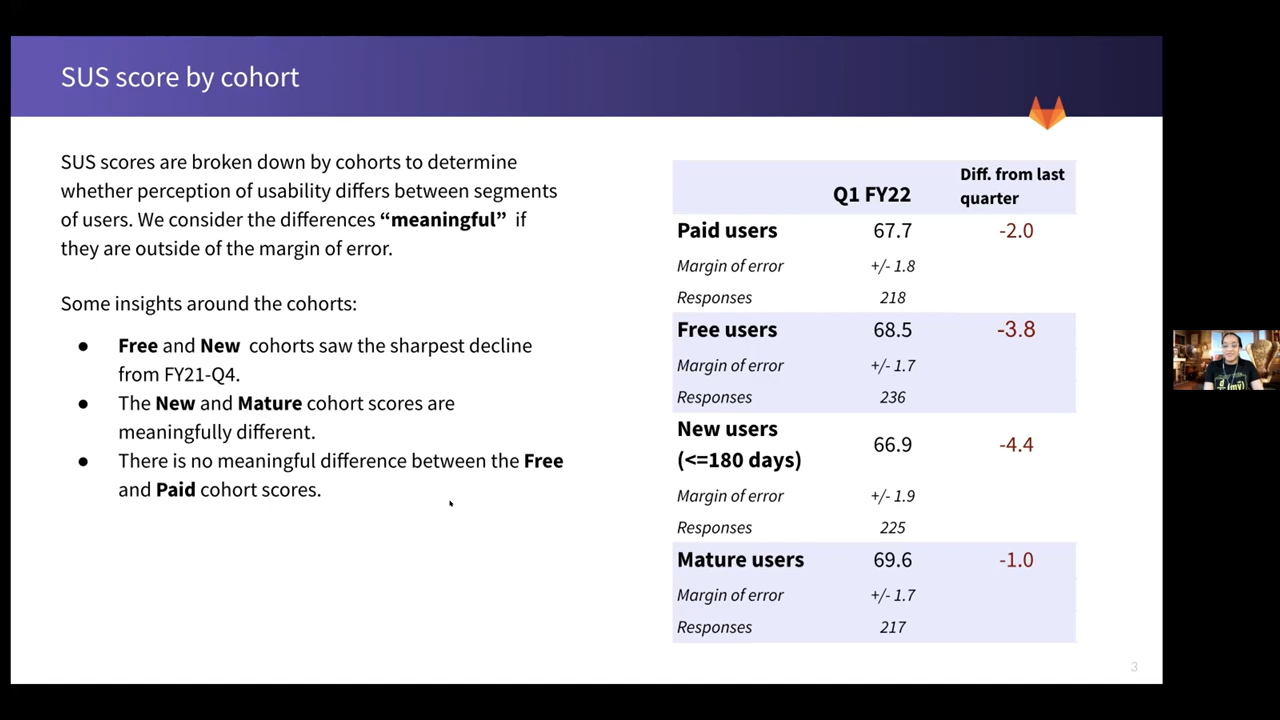 SUS score by cohort
SUS scores are broken down by cohorts to determine
whether perception of usability differs between segments
of users. We consider the differences “meaningful” if
they are outside of the margin of error.
Some insights around the cohorts:
● Free and New cohorts saw the sharpest decline
from FY21-Q4.
● The New and Mature cohort scores are
meaningfully different.
● There is no meaningful difference between the Free
and Paid cohort scores.
Q1 FY22 Diff. from last
quarter
Paid users 67.7 -2.0
Margin of error +/- 1.8
Responses 218
Free users 68.5 -3.8
Margin of error +/- 1.7
Responses 236
New users
(<=180 days) 66.9 -4.4
Margin of error +/- 1.9
Responses 225
Mature users 69.6 -1.0
Margin of error +/- 1.7
Responses 217
3